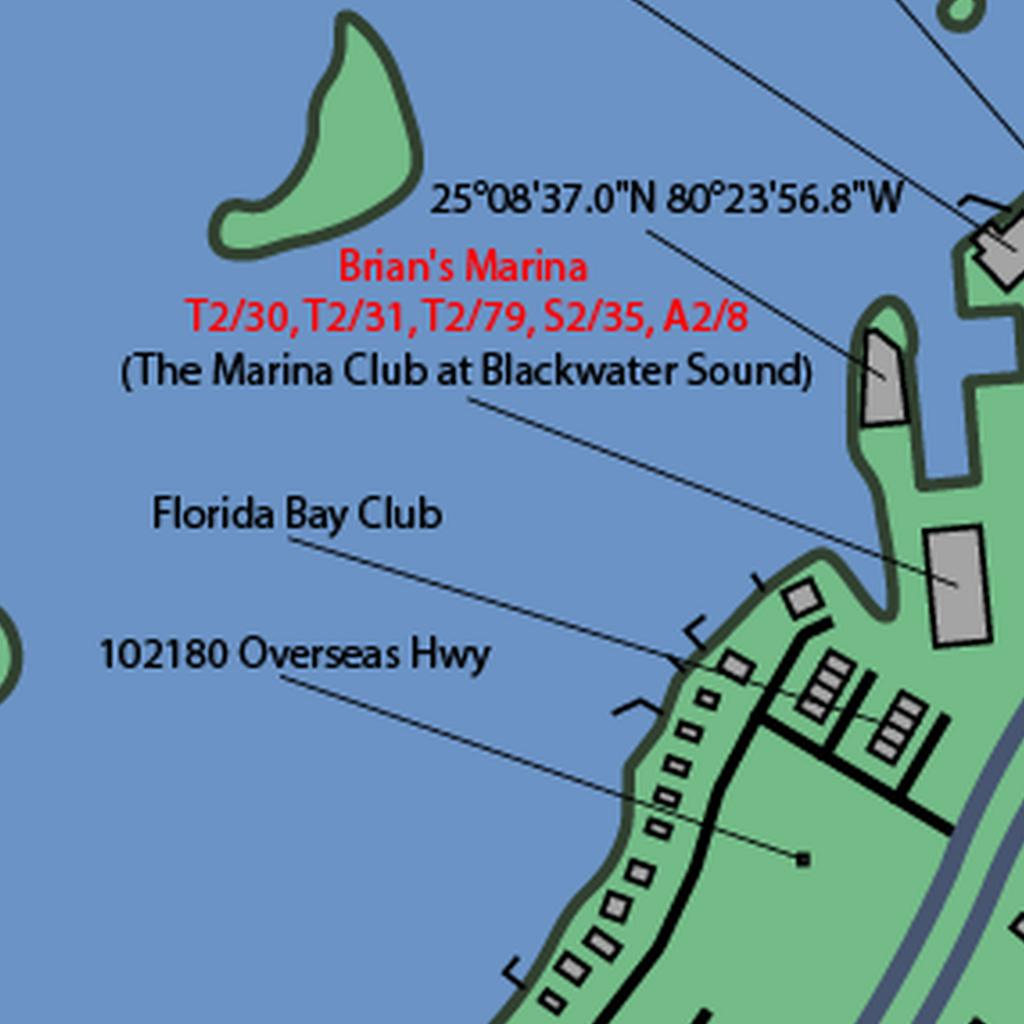 25°08'37.0"N 80°23'56.8"W
Brian's Marina
T2/30, T2/31, T2/79, S2/35, A2/8
(The Marina Club at Blackwater Sound)
Florida Bay Club
102180 Overseas Hwy